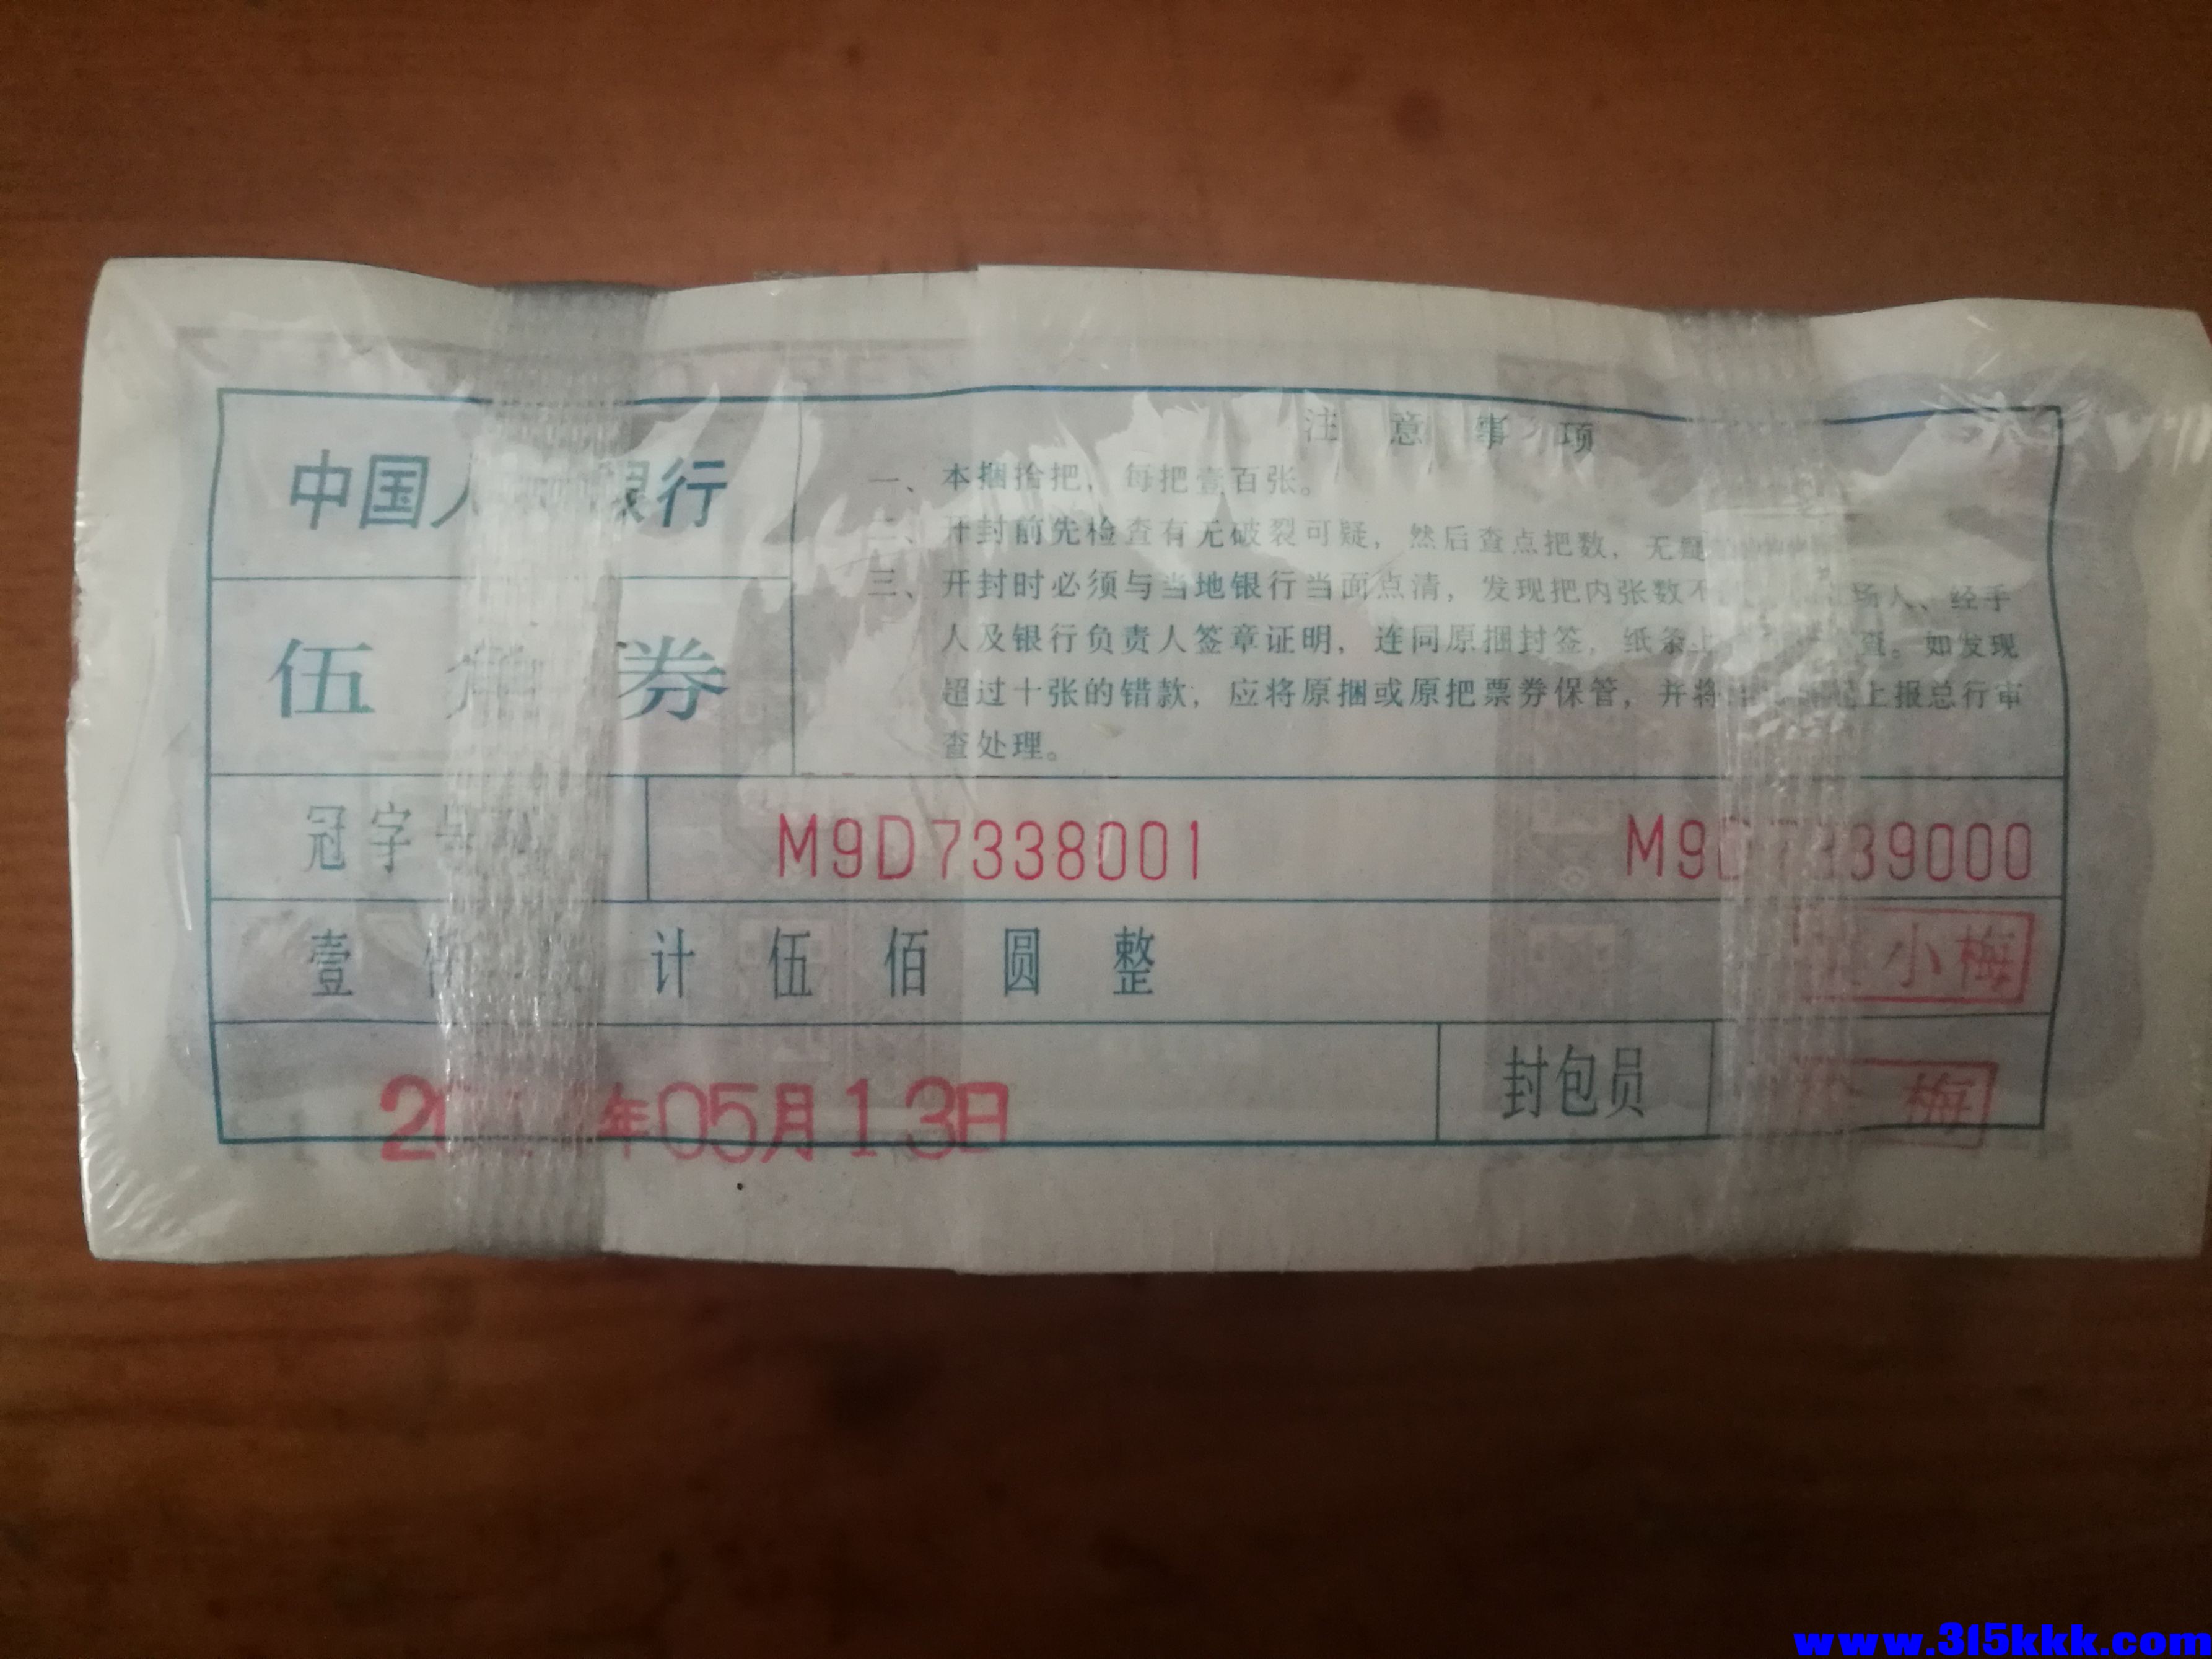 中国人 银行
伍 角 券
注意事项
一、本捆拾把，每把壹百张。
二、开封前先检查有无破裂可疑，然后查点把数，无疑
三、开封时必须与当地银行当面点清，发现把内张数不 场人、经手
人及银行负责人签章证明，连同原捆封签，纸条上 查。如发现
超过十张的错款，应将原捆或原把票券保管，并将 上报总行审
查处理。
冠字号 M9D7338001 M9D7339000
壹 计伍佰圆整
小梅
年05月13日 封包员 梅
www.315kkk.com